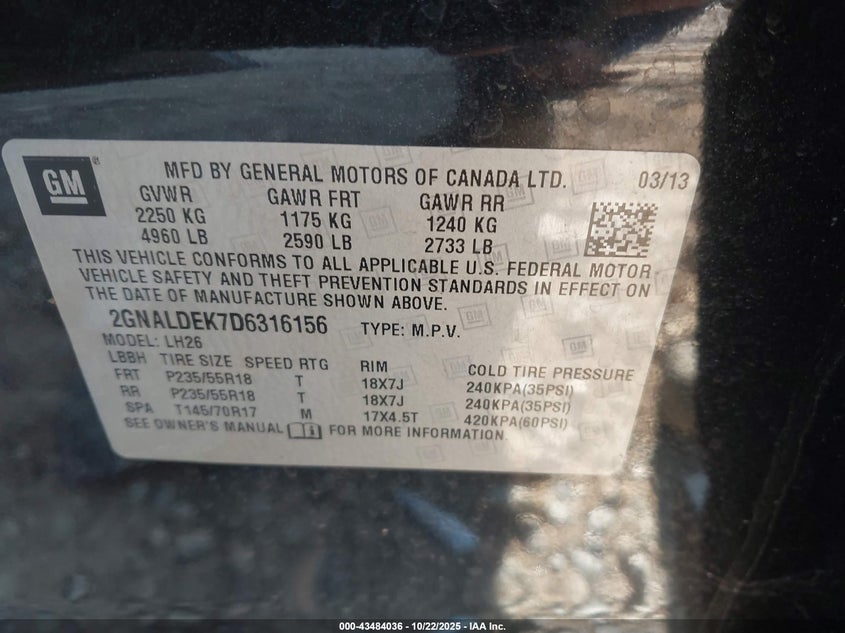 GM
MFD BY GENERAL MOTORS OF CANADA LTD. 03/13
GVWR GAWR FRT GAWR RR
2250 KG 1175 KG 1240 KG
4960 LB 2590 LB 2733 LB
THIS VEHICLE CONFORMS TO ALL APPLICABLE U.S. FEDERAL MOTOR
VEHICLE SAFETY AND THEFT PREVENTION STANDARDS IN EFFECT ON
THE DATE OF MANUFACTURE SHOWN ABOVE.
2GNALDEK7D6316156 TYPE: M.P.V.
MODEL: LH26
LBBH TIRE SIZE SPEED RTG RIM COLD TIRE PRESSURE
FRT P235/55R18 T 18X7J 240KPA(35PSI)
RR P235/55R18 T 18X7J 240KPA(35PSI)
SPA T145/70R17 M 17X4.5T 420KPA(60PSI)
SEE OWNER'S MANUAL FOR MORE INFORMATION.
000-43484036 - 10/22/2025 - IAA Inc.